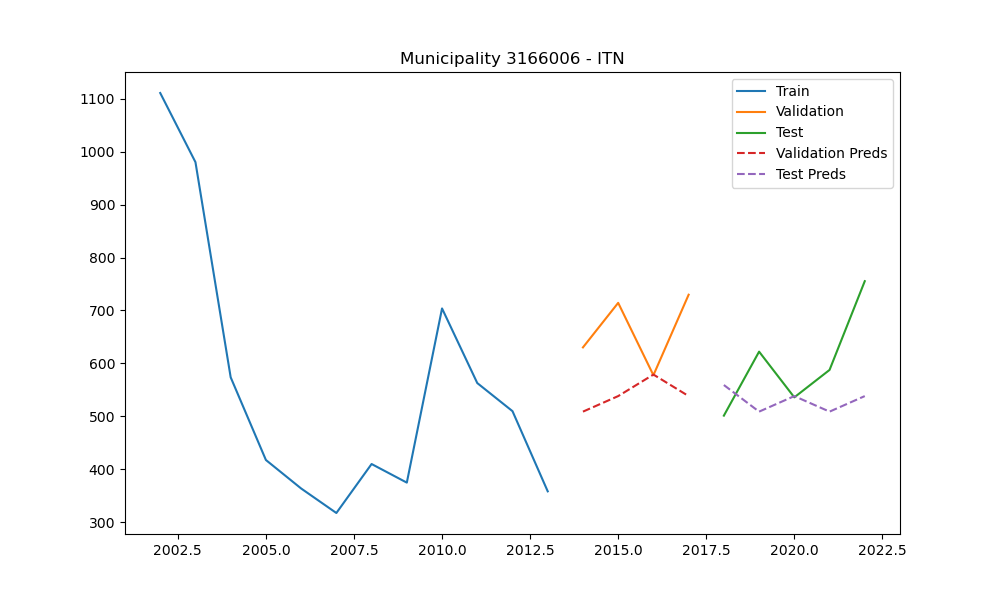 Municipality 3166006 - ITN
Train
Validation
Test
Validation Preds
Test Preds
1100
1000
900
800
700
600
500
400
300
2002.5 2005.0 2007.5 2010.0 2012.5 2015.0 2017.5 2020.0 2022.5